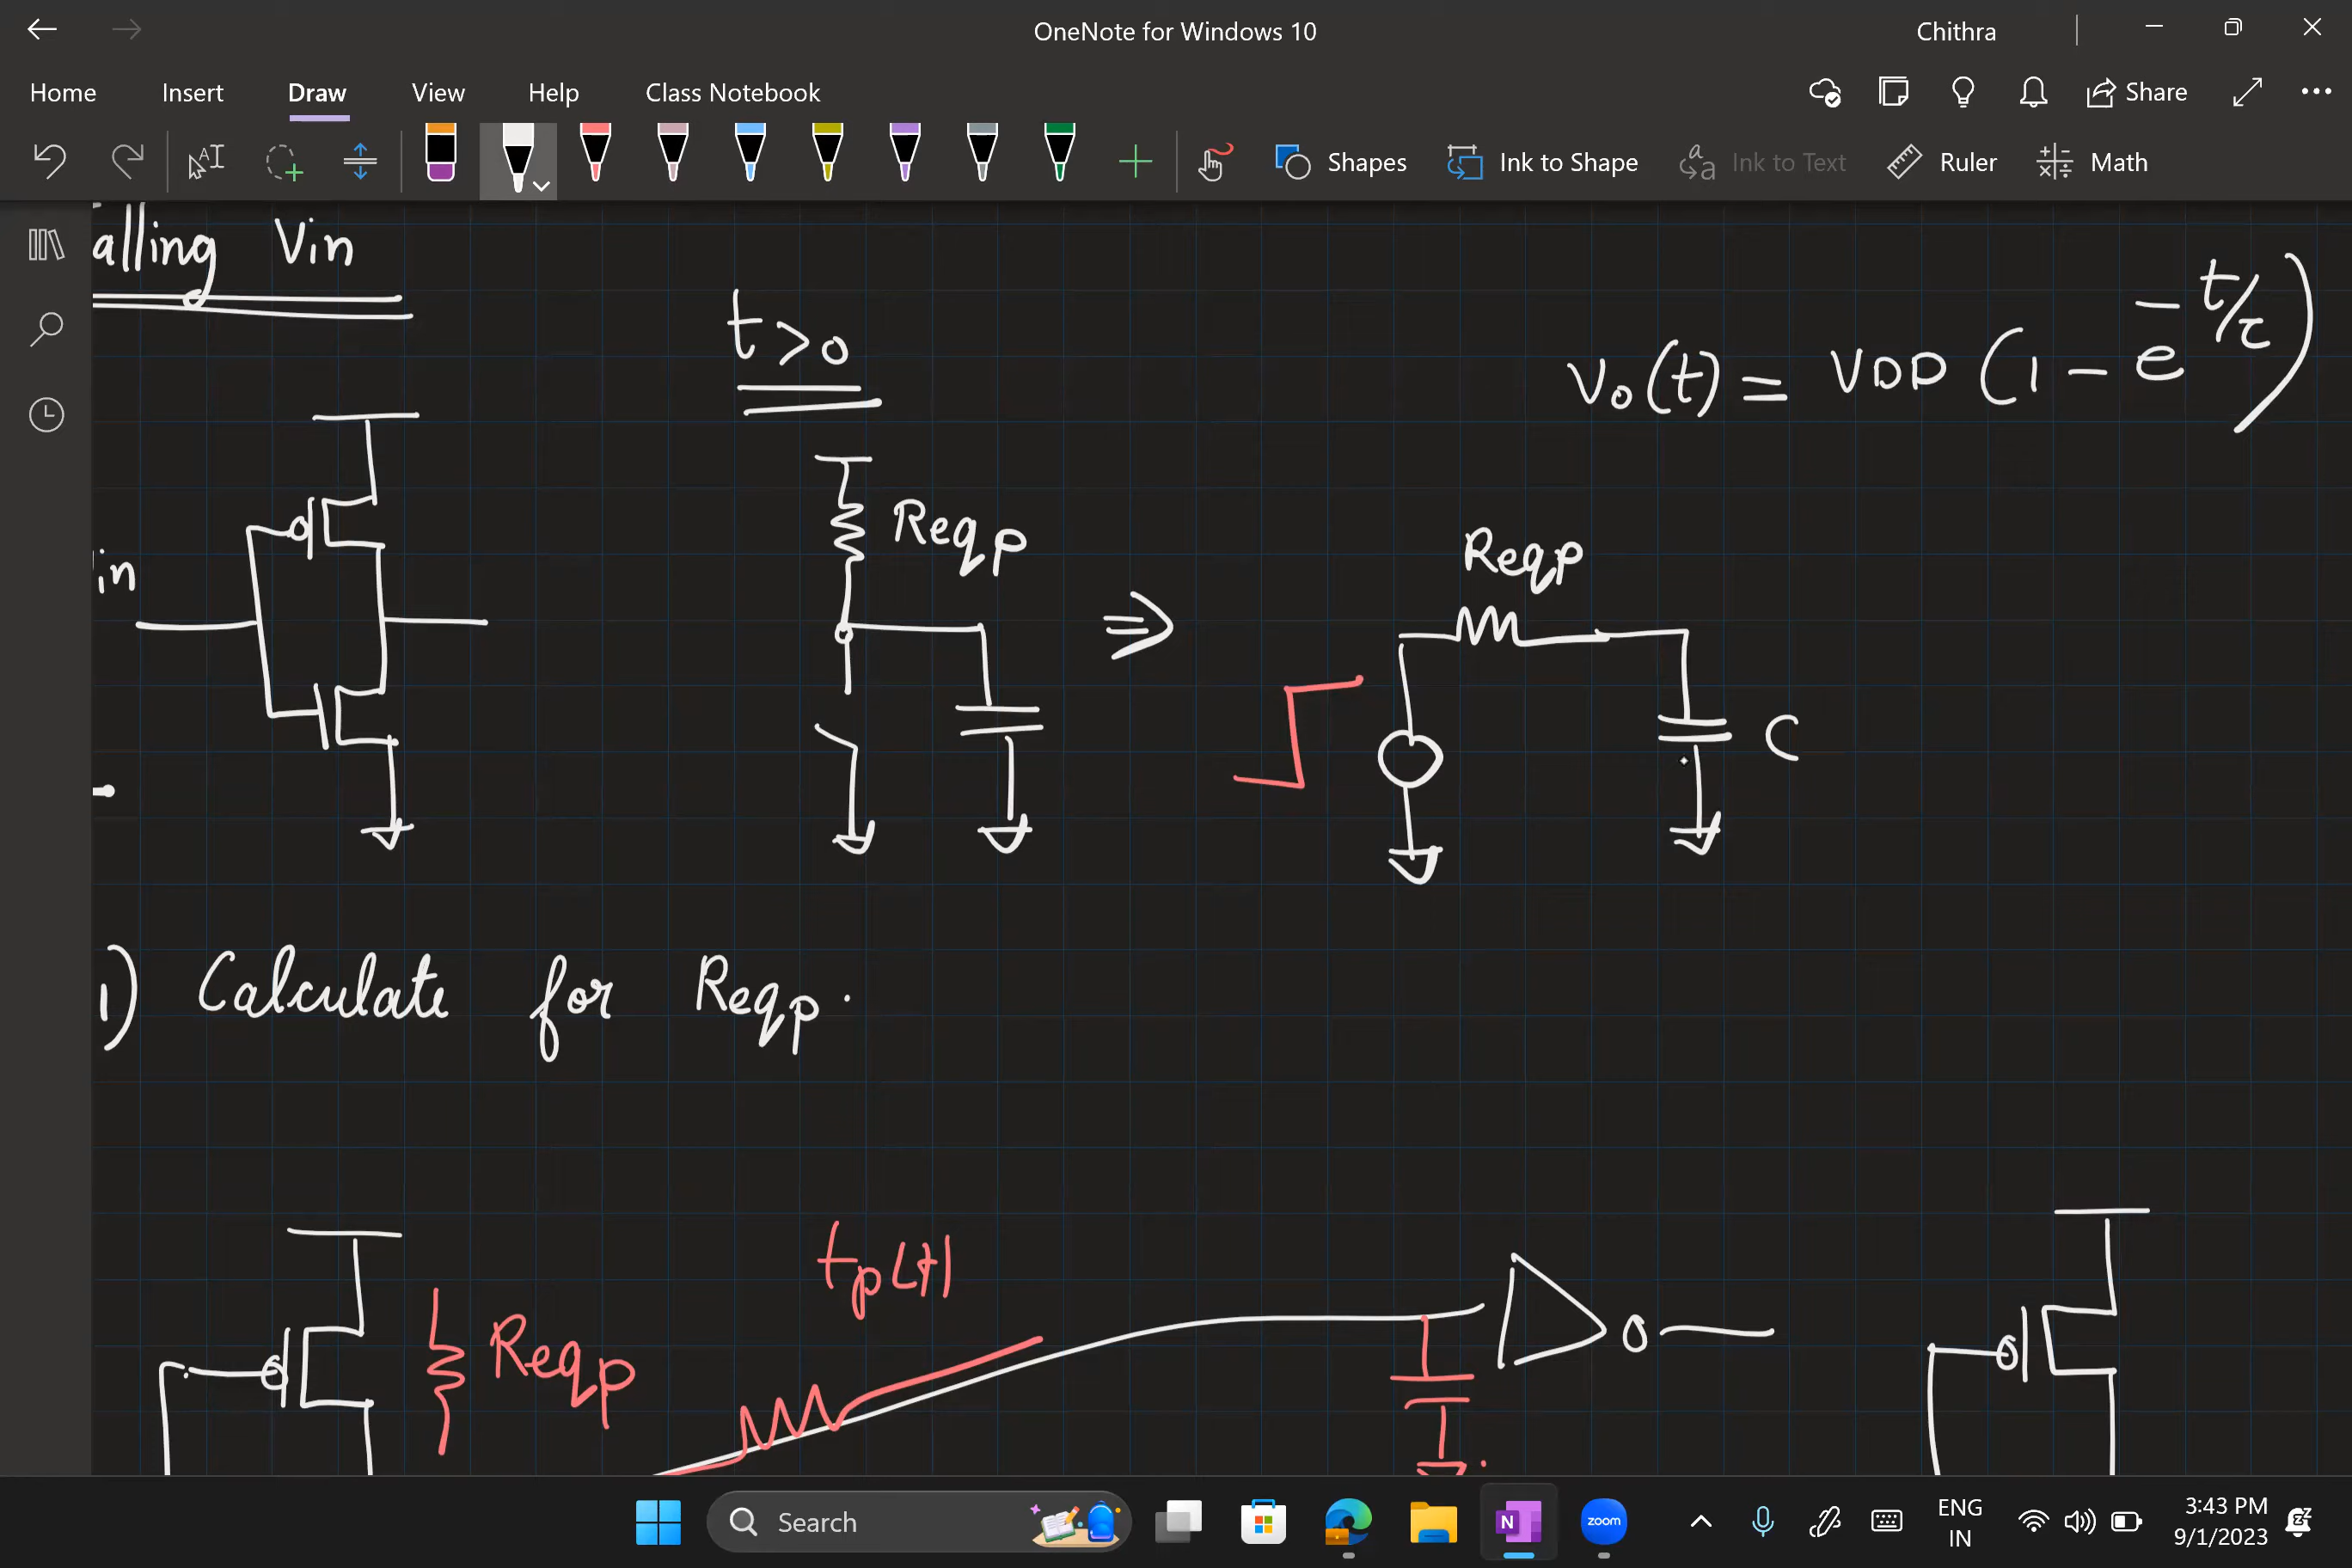 OneNote for Windows 10
Chithra
Home Insert Draw View Help Class Notebook
Share
Shapes Ink to Shape Ink to Text Ruler Math
alling Vin
t>0
Vo(t) = VDD (1 - e^-t/τ)
Reqp
Reqp
in
C
1) Calculate for Reqp.
Reqp
Search
zoom
ENG
IN
3:43 PM
9/1/2023